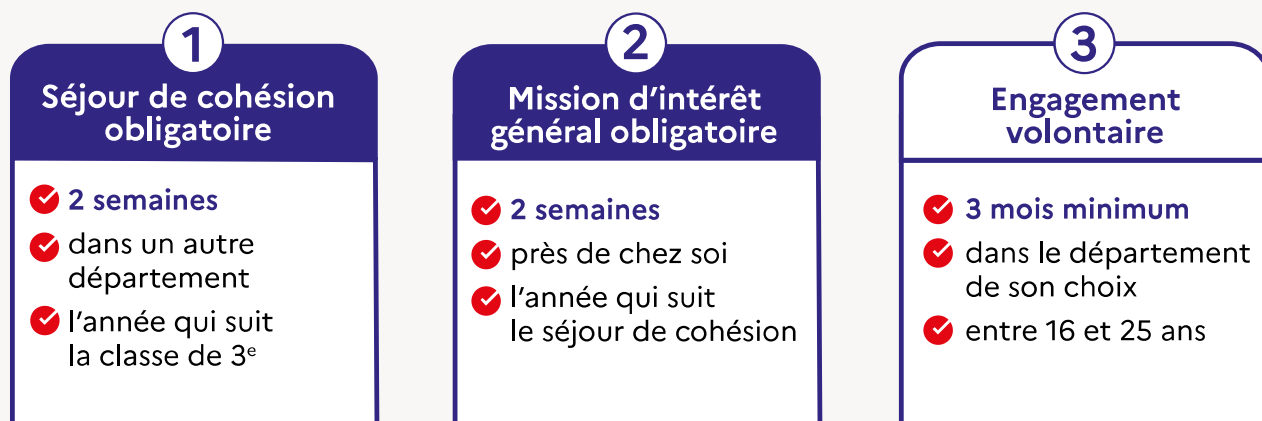 1
Séjour de cohésion
obligatoire
2 semaines
dans un autre
département
l'année qui suit
la classe de 3e
2
Mission d'intérêt
général obligatoire
2 semaines
près de chez soi
l'année qui suit
le séjour de cohésion
3
Engagement
volontaire
3 mois minimum
dans le département
de son choix
entre 16 et 25 ans